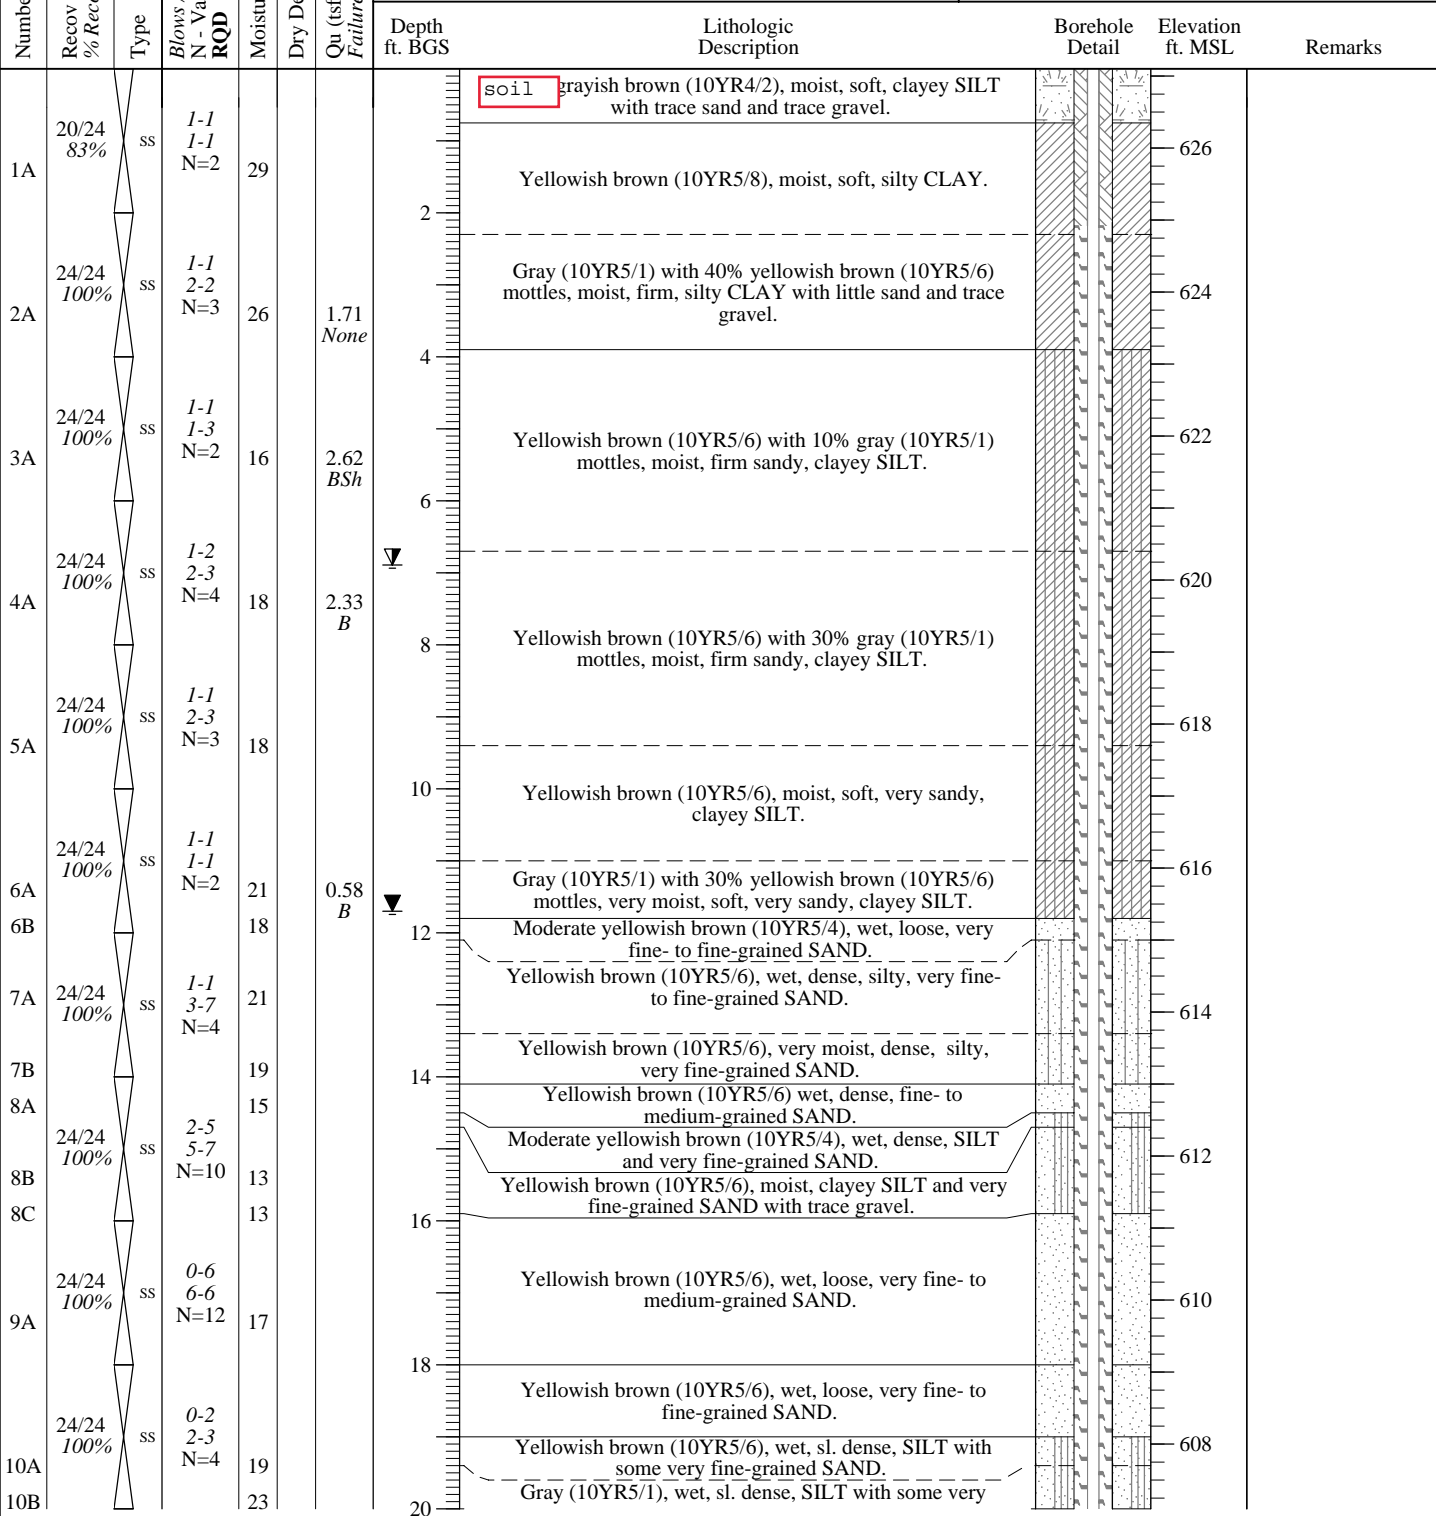 Numbe
Recov
% Reco
Type
Blows
N - Va
RQD
Moistu
Dry De
Qu (tsf
Failure
Depth
ft. BGS
Lithologic
Description
Borehole
Detail
Elevation
ft. MSL
Remarks
soil grayish brown (10YR4/2), moist, soft, clayey SILT
with trace sand and trace gravel.
20/24
83%
SS
1-1
1-1
N=2
1A
29
Yellowish brown (10YR5/8), moist, soft, silty CLAY.
626
2
24/24
100%
SS
1-1
2-2
N=3
2A
26
1.71
None
Gray (10YR5/1) with 40% yellowish brown (10YR5/6)
mottles, moist, firm, silty CLAY with little sand and trace
gravel.
624
4
24/24
100%
SS
1-1
1-3
N=2
3A
16
2.62
BSh
Yellowish brown (10YR5/6) with 10% gray (10YR5/1)
mottles, moist, firm sandy, clayey SILT.
622
6
24/24
100%
SS
1-2
2-3
N=4
4A
18
2.33
B
620
8
Yellowish brown (10YR5/6) with 30% gray (10YR5/1)
mottles, moist, firm sandy, clayey SILT.
24/24
100%
SS
1-1
2-3
N=3
5A
18
618
10
Yellowish brown (10YR5/6), moist, soft, very sandy,
clayey SILT.
24/24
100%
SS
1-1
1-1
N=2
6A
21
0.58
B
616
Gray (10YR5/1) with 30% yellowish brown (10YR5/6)
mottles, very moist, soft, very sandy, clayey SILT.
6B
18
12
Moderate yellowish brown (10YR5/4), wet, loose, very
fine- to fine-grained SAND.
7A
24/24
100%
SS
1-1
3-7
N=4
21
Yellowish brown (10YR5/6), wet, dense, silty, very fine-
to fine-grained SAND.
614
7B
19
Yellowish brown (10YR5/6), very moist, dense, silty,
very fine-grained SAND.
14
8A
15
Yellowish brown (10YR5/6) wet, dense, fine- to
medium-grained SAND.
24/24
100%
SS
2-5
5-7
N=10
Moderate yellowish brown (10YR5/4), wet, dense, SILT
and very fine-grained SAND.
612
8B
13
Yellowish brown (10YR5/6), moist, clayey SILT and very
fine-grained SAND with trace gravel.
8C
13
16
24/24
100%
SS
0-6
6-6
N=12
9A
17
Yellowish brown (10YR5/6), wet, loose, very fine- to
medium-grained SAND.
610
18
Yellowish brown (10YR5/6), wet, loose, very fine- to
fine-grained SAND.
24/24
100%
SS
0-2
2-3
N=4
10A
19
Yellowish brown (10YR5/6), wet, sl. dense, SILT with
some very fine-grained SAND.
608
10B
23
20
Gray (10YR5/1), wet, sl. dense, SILT with some very